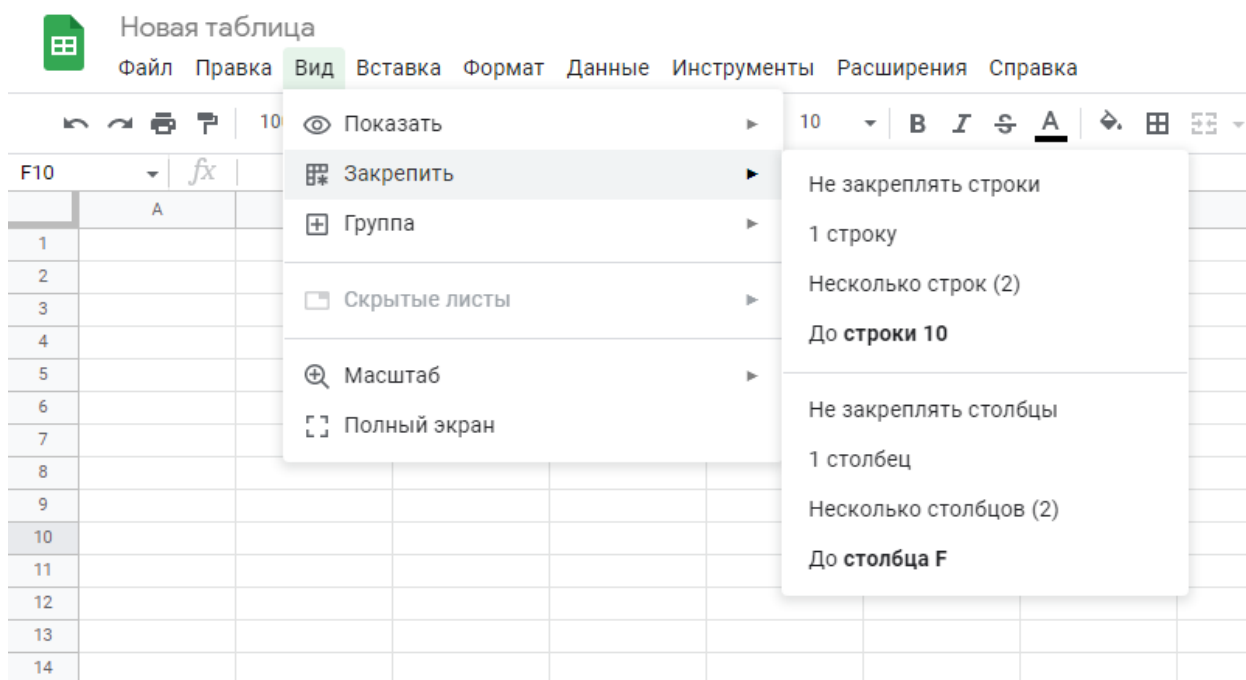 Новая таблица
Файл Правка Вид Вставка Формат Данные Инструменты Расширения Справка
10 10 B I S A
F10 fx
A
Показать
Закрепить
Группа
Скрытые листы
Масштаб
Полный экран
Не закреплять строки
1 строку
Несколько строк (2)
До строки 10
Не закреплять столбцы
1 столбец
Несколько столбцов (2)
До столбца F
1
2
3
4
5
6
7
8
9
10
11
12
13
14